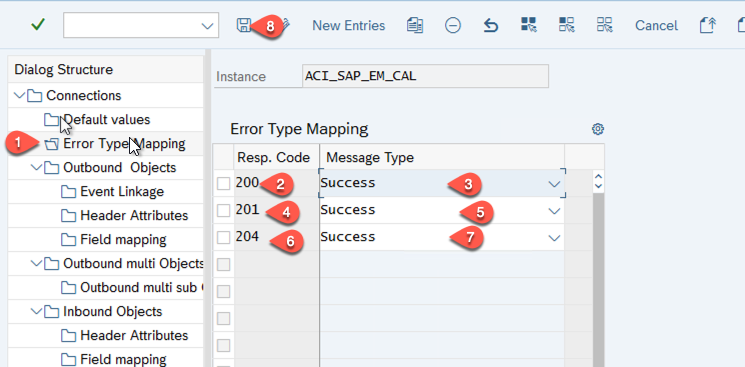 8
New Entries
Cancel
Dialog Structure
Instance
ACI_SAP_EM_CAL
Connections
Default values
1
Error Type Mapping
Outbound Objects
Event Linkage
Header Attributes
Field mapping
Outbound multi Objects
Outbound multi sub
Inbound Objects
Header Attributes
Field mapping
Error Type Mapping
Resp. Code Message Type
200 2 Success 3
201 4 Success 5
204 6 Success 7